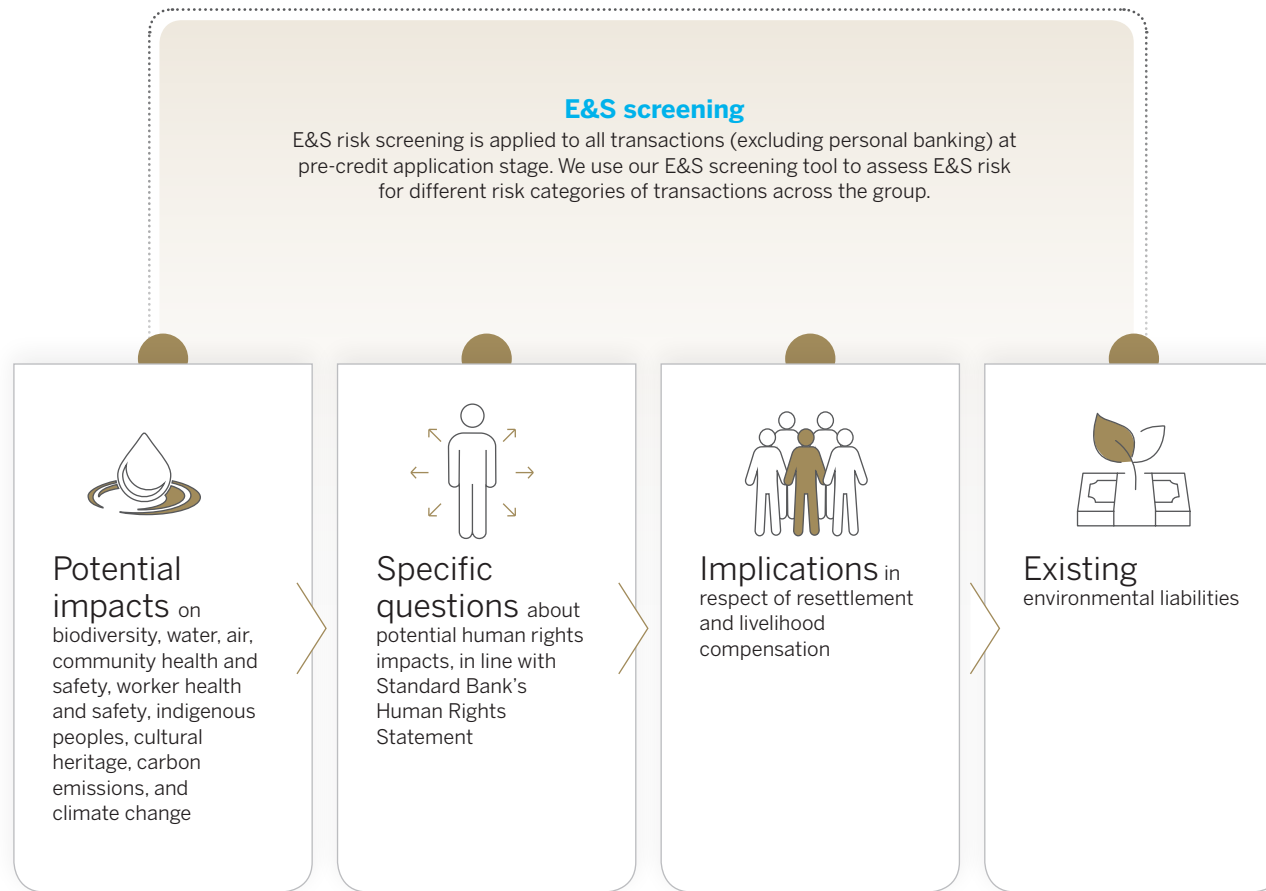 E&S screening
E&S risk screening is applied to all transactions (excluding personal banking) at
pre-credit application stage. We use our E&S screening tool to assess E&S risk
for different risk categories of transactions across the group.
Potential
impacts on
biodiversity, water, air,
community health and
safety, worker health
and safety, indigenous
peoples, cultural
heritage, carbon
emissions, and
climate change
Specific
questions about
potential human rights
impacts, in line with
Standard Bank's
Human Rights
Statement
Implications in
respect of resettlement
and livelihood
compensation
Existing
environmental liabilities